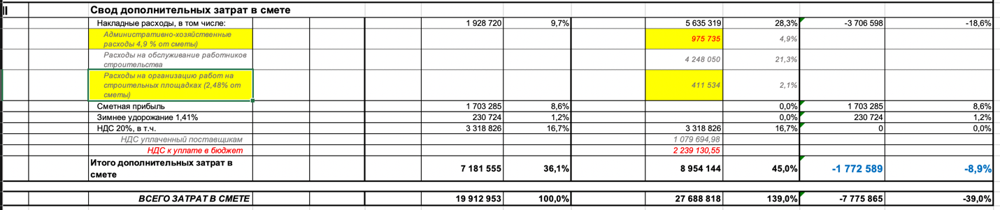 II Свод дополнительных затрат в смете
Накладные расходы, в том числе: 1 928 720 9,7% 5 635 319 28,3% -3 706 598 -18,6%
Административно-хозяйственные
расходы 4,9 % от сметы) 975 735 4,9%
Расходы на обслуживание работников
строительства 4 248 050 21,3%
Расходы на организацию работ на
строительных площадках (2,48% от
сметы) 411 534 2,1%
Сметная прибыль 1 703 285 8,6% 0,0% 1 703 285 8,6%
Зимнее удорожание 1,41% 230 724 1,2% 0,0% 230 724 1,2%
НДС 20%, в т.ч. 3 318 826 16,7% 3 318 826 16,7% 0 0,0%
НДС уплаченный поставщикам 1 079 694,98
НДС к уплате в бюджет 2 239 130,55
Итого дополнительных затрат в
смете 7 181 555 36,1% 8 954 144 45,0% -1 772 589 -8,9%
ВСЕГО ЗАТРАТ В СМЕТЕ 19 912 953 100,0% 27 688 818 139,0% -7 775 865 -39,0%